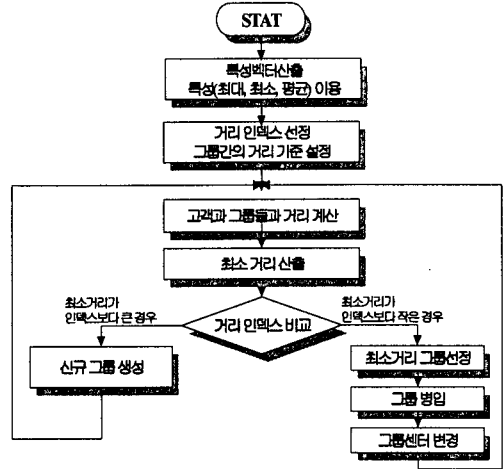 STAT
특성벡터산출
특성(최대, 최소, 평균) 이용
거리 인덱스 선정
그룹간의 거리 기준 설정
고객과 그룹들과 거리 계산
최소 거리 산출
최소거리가
인덱스보다 큰 경우
거리 인덱스 비교
최소거리가
인덱스보다 작은 경우
신규 그룹 생성
최소거리 그룹선정
그룹 병입
그룹센터 변경